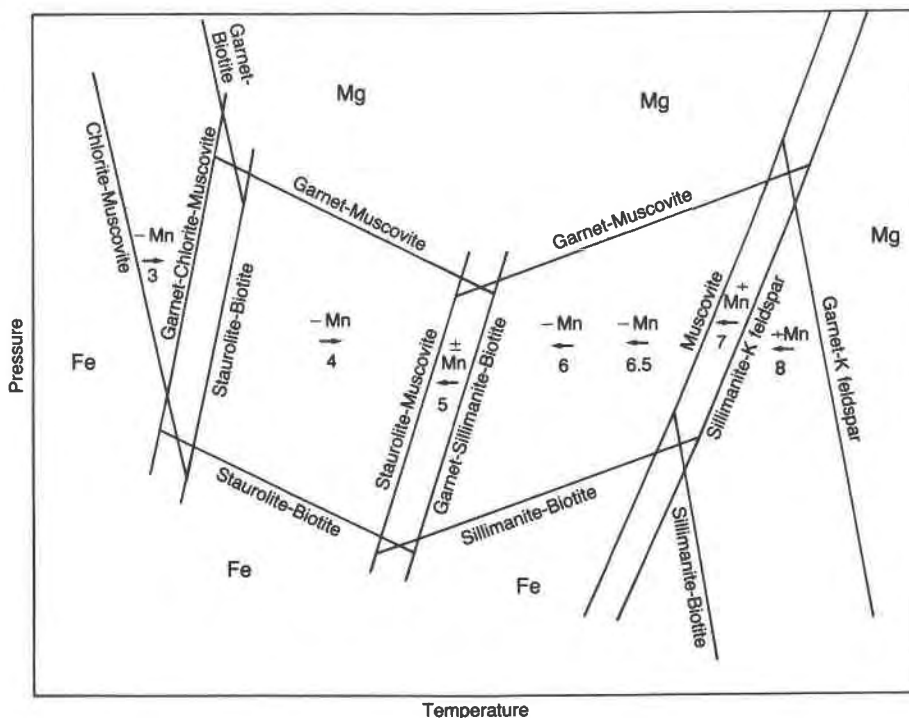 Garnet-
Biotite
Mg
Mg
Chlorite-Muscovite
Garnet-Chlorite-Muscovite
Garnet-Muscovite
Garnet-Muscovite
Mg
– Mn
3
Staurolite-Biotite
– Mn
4
Staurolite-Muscovite
±
Mn
5
Garnet-Sillimanite-Biotite
– Mn
6
– Mn
6.5
Muscovite
+
Mn
7
Sillimanite-K feldspar
+Mn
8
Garnet-K feldspar
Fe
Pressure
Staurolite-Biotite
Sillimanite-Biotite
Sillimanite-Biotite
Fe
Fe
Temperature